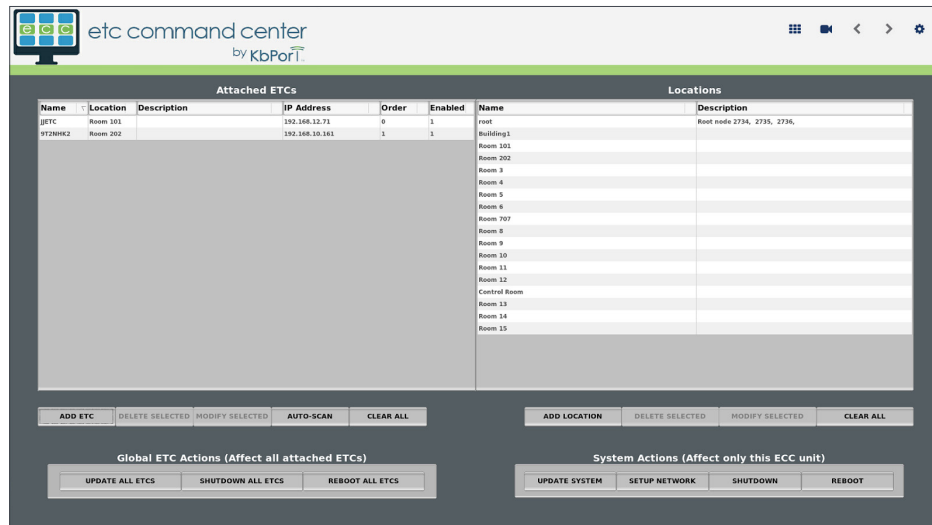 ecc etc command center
by KbPort
Attached ETCs
Name Location Description IP Address Order Enabled
JJETC Room 101 192.168.12.71 0 1
9T2NHK2 Room 202 192.168.10.161 1 1
Locations
Name Description
root Root node 2734, 2735, 2736,
Building1
Room 101
Room 202
Room 3
Room 4
Room 5
Room 6
Room 707
Room 8
Room 9
Room 10
Room 11
Room 12
Control Room
Room 13
Room 14
Room 15
ADD ETC DELETE SELECTED MODIFY SELECTED AUTO-SCAN CLEAR ALL
ADD LOCATION DELETE SELECTED MODIFY SELECTED CLEAR ALL
Global ETC Actions (Affect all attached ETCs)
UPDATE ALL ETCS SHUTDOWN ALL ETCS REBOOT ALL ETCS
System Actions (Affect only this ECC unit)
UPDATE SYSTEM SETUP NETWORK SHUTDOWN REBOOT